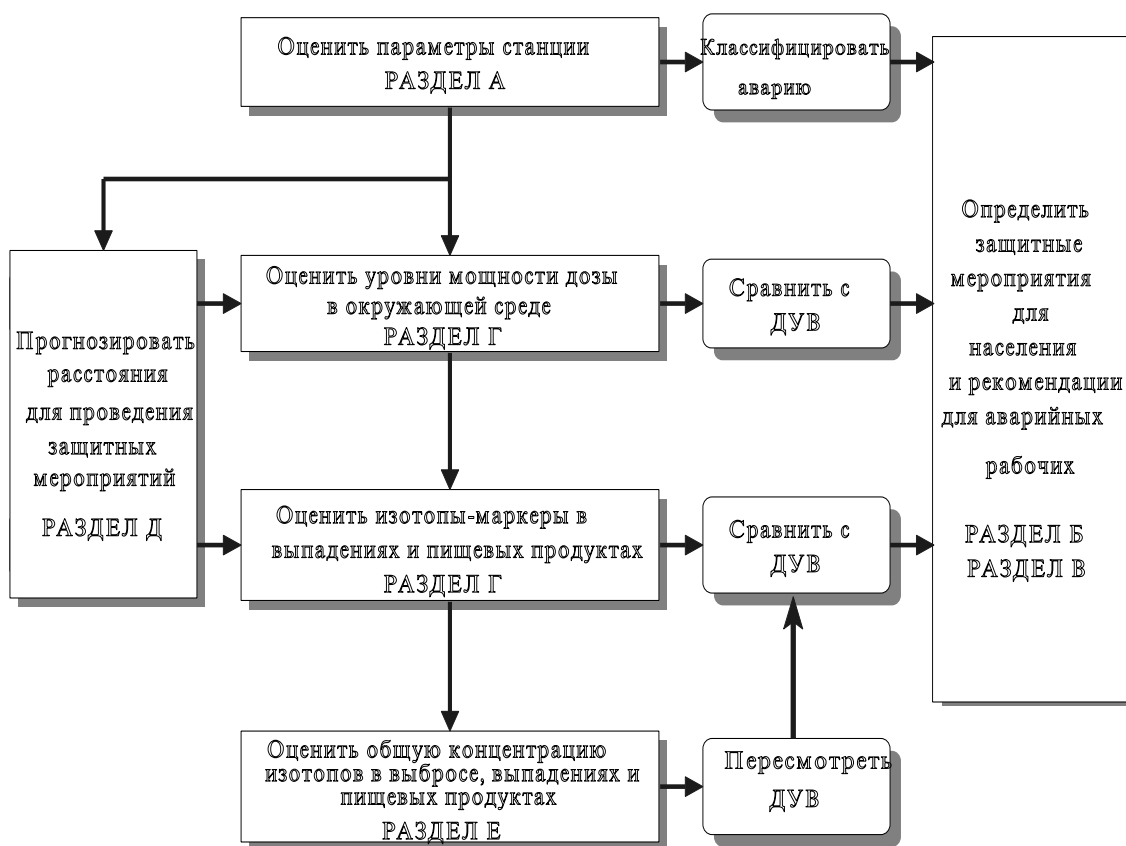 Оценить параметры станции
РАЗДЕЛ А
Классифицировать
аварию
Определить
защитные
мероприятия
для
населения
и рекомендации
для аварийных
рабочих
РАЗДЕЛ Б
РАЗДЕЛ В
Прогнозировать
расстояния
для проведения
защитных
мероприятий
РАЗДЕЛ Д
Оценить уровни мощности дозы
в окружающей среде
РАЗДЕЛ Г
Сравнить с
ДУВ
Оценить изотопы-маркеры в
выпадениях и пищевых продуктах
РАЗДЕЛ Г
Сравнить с
ДУВ
Оценить общую концентрацию
изотопов в выбросе, выпадениях и
пищевых продуктах
РАЗДЕЛ Е
Пересмотреть
ДУВ